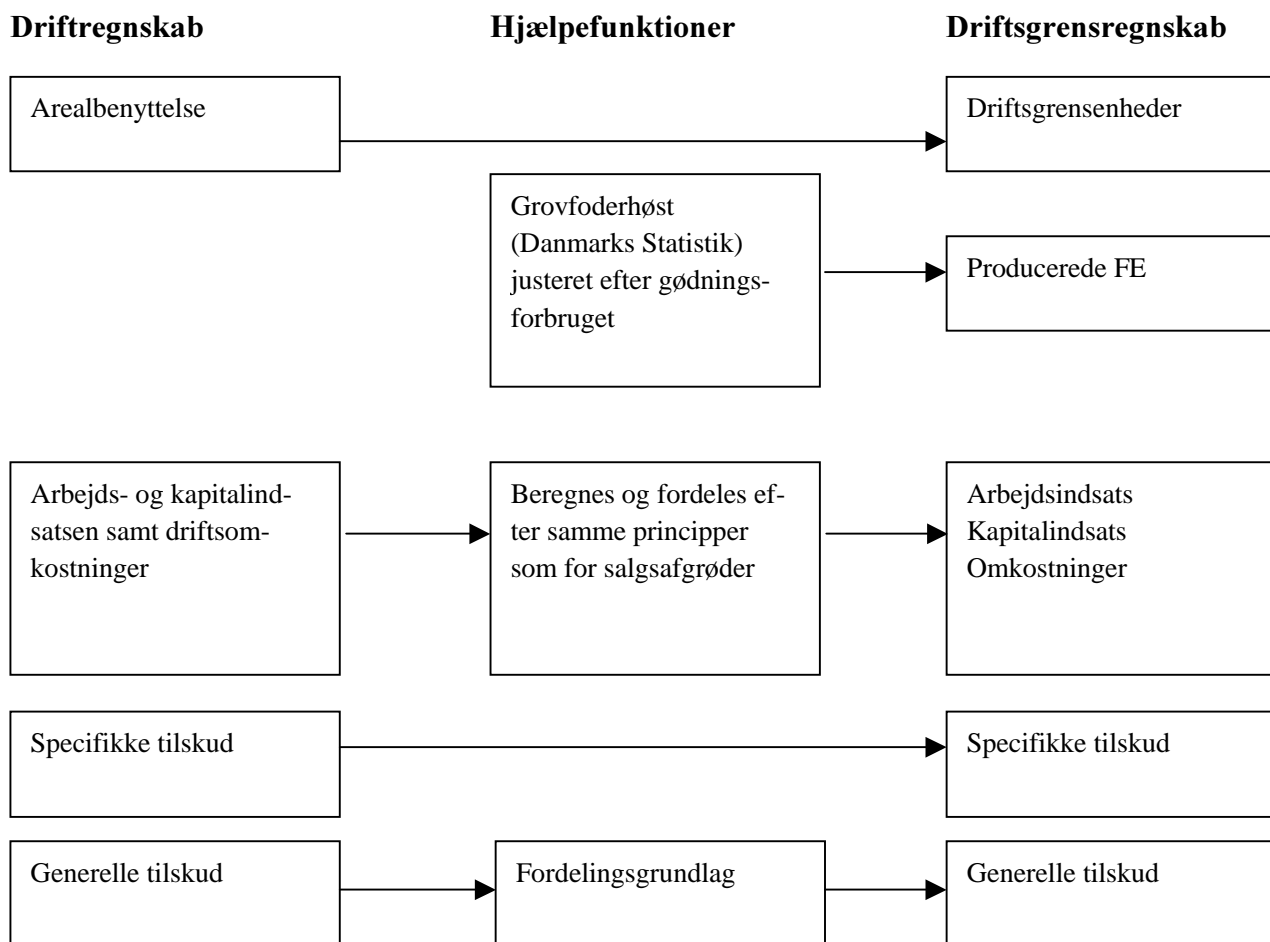 Driftregnskab
Hjælpefunktioner
Driftsgrensregnskab
Arealbenyttelse
Driftsgrensenheder
Grovfoderhøst
(Danmarks Statistik)
justeret efter gødnings-
forbruget
Producerede FE
Arbejds- og kapitalind-
satsen samt driftsom-
kostninger
Beregnes og fordeles ef-
ter samme principper
som for salgsafgrøder
Arbejdsindsats
Kapitalindsats
Omkostninger
Specifikke tilskud
Specifikke tilskud
Generelle tilskud
Fordelingsgrundlag
Generelle tilskud